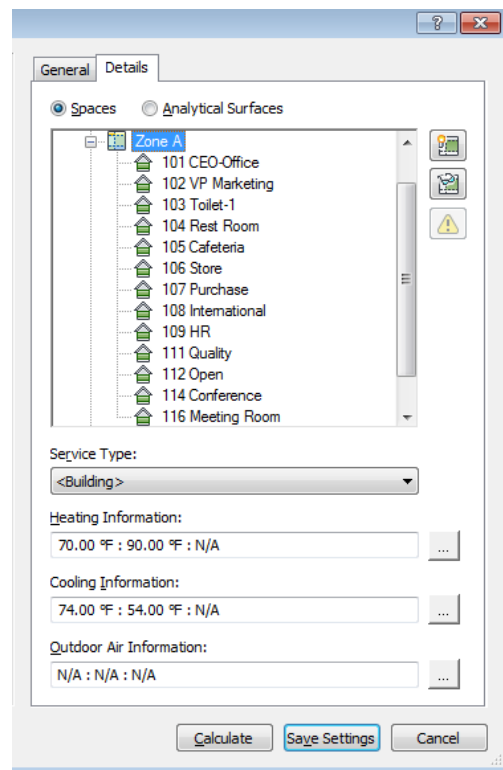 General Details
Spaces Analytical Surfaces
Zone A
101 CEO-Office
102 VP Marketing
103 Toilet-1
104 Rest Room
105 Cafeteria
106 Store
107 Purchase
108 International
109 HR
111 Quality
112 Open
114 Conference
116 Meeting Room
Service Type:
<Building>
Heating Information:
70.00 °F : 90.00 °F : N/A
...
Cooling Information:
74.00 °F : 54.00 °F : N/A
...
Outdoor Air Information:
N/A : N/A : N/A
...
Calculate Save Settings Cancel